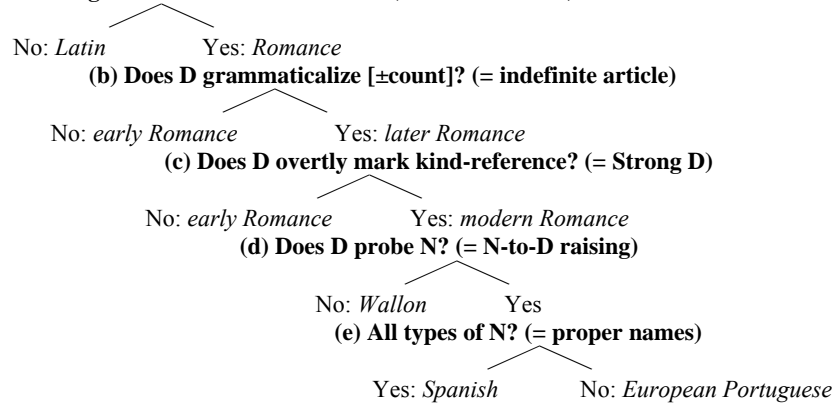 No: Latin Yes: Romance
(b) Does D grammaticalize [±count]? (= indefinite article)
No: early Romance Yes: later Romance
(c) Does D overtly mark kind-reference? (= Strong D)
No: early Romance Yes: modern Romance
(d) Does D probe N? (= N-to-D raising)
No: Wallon Yes
(e) All types of N? (= proper names)
Yes: Spanish No: European Portuguese